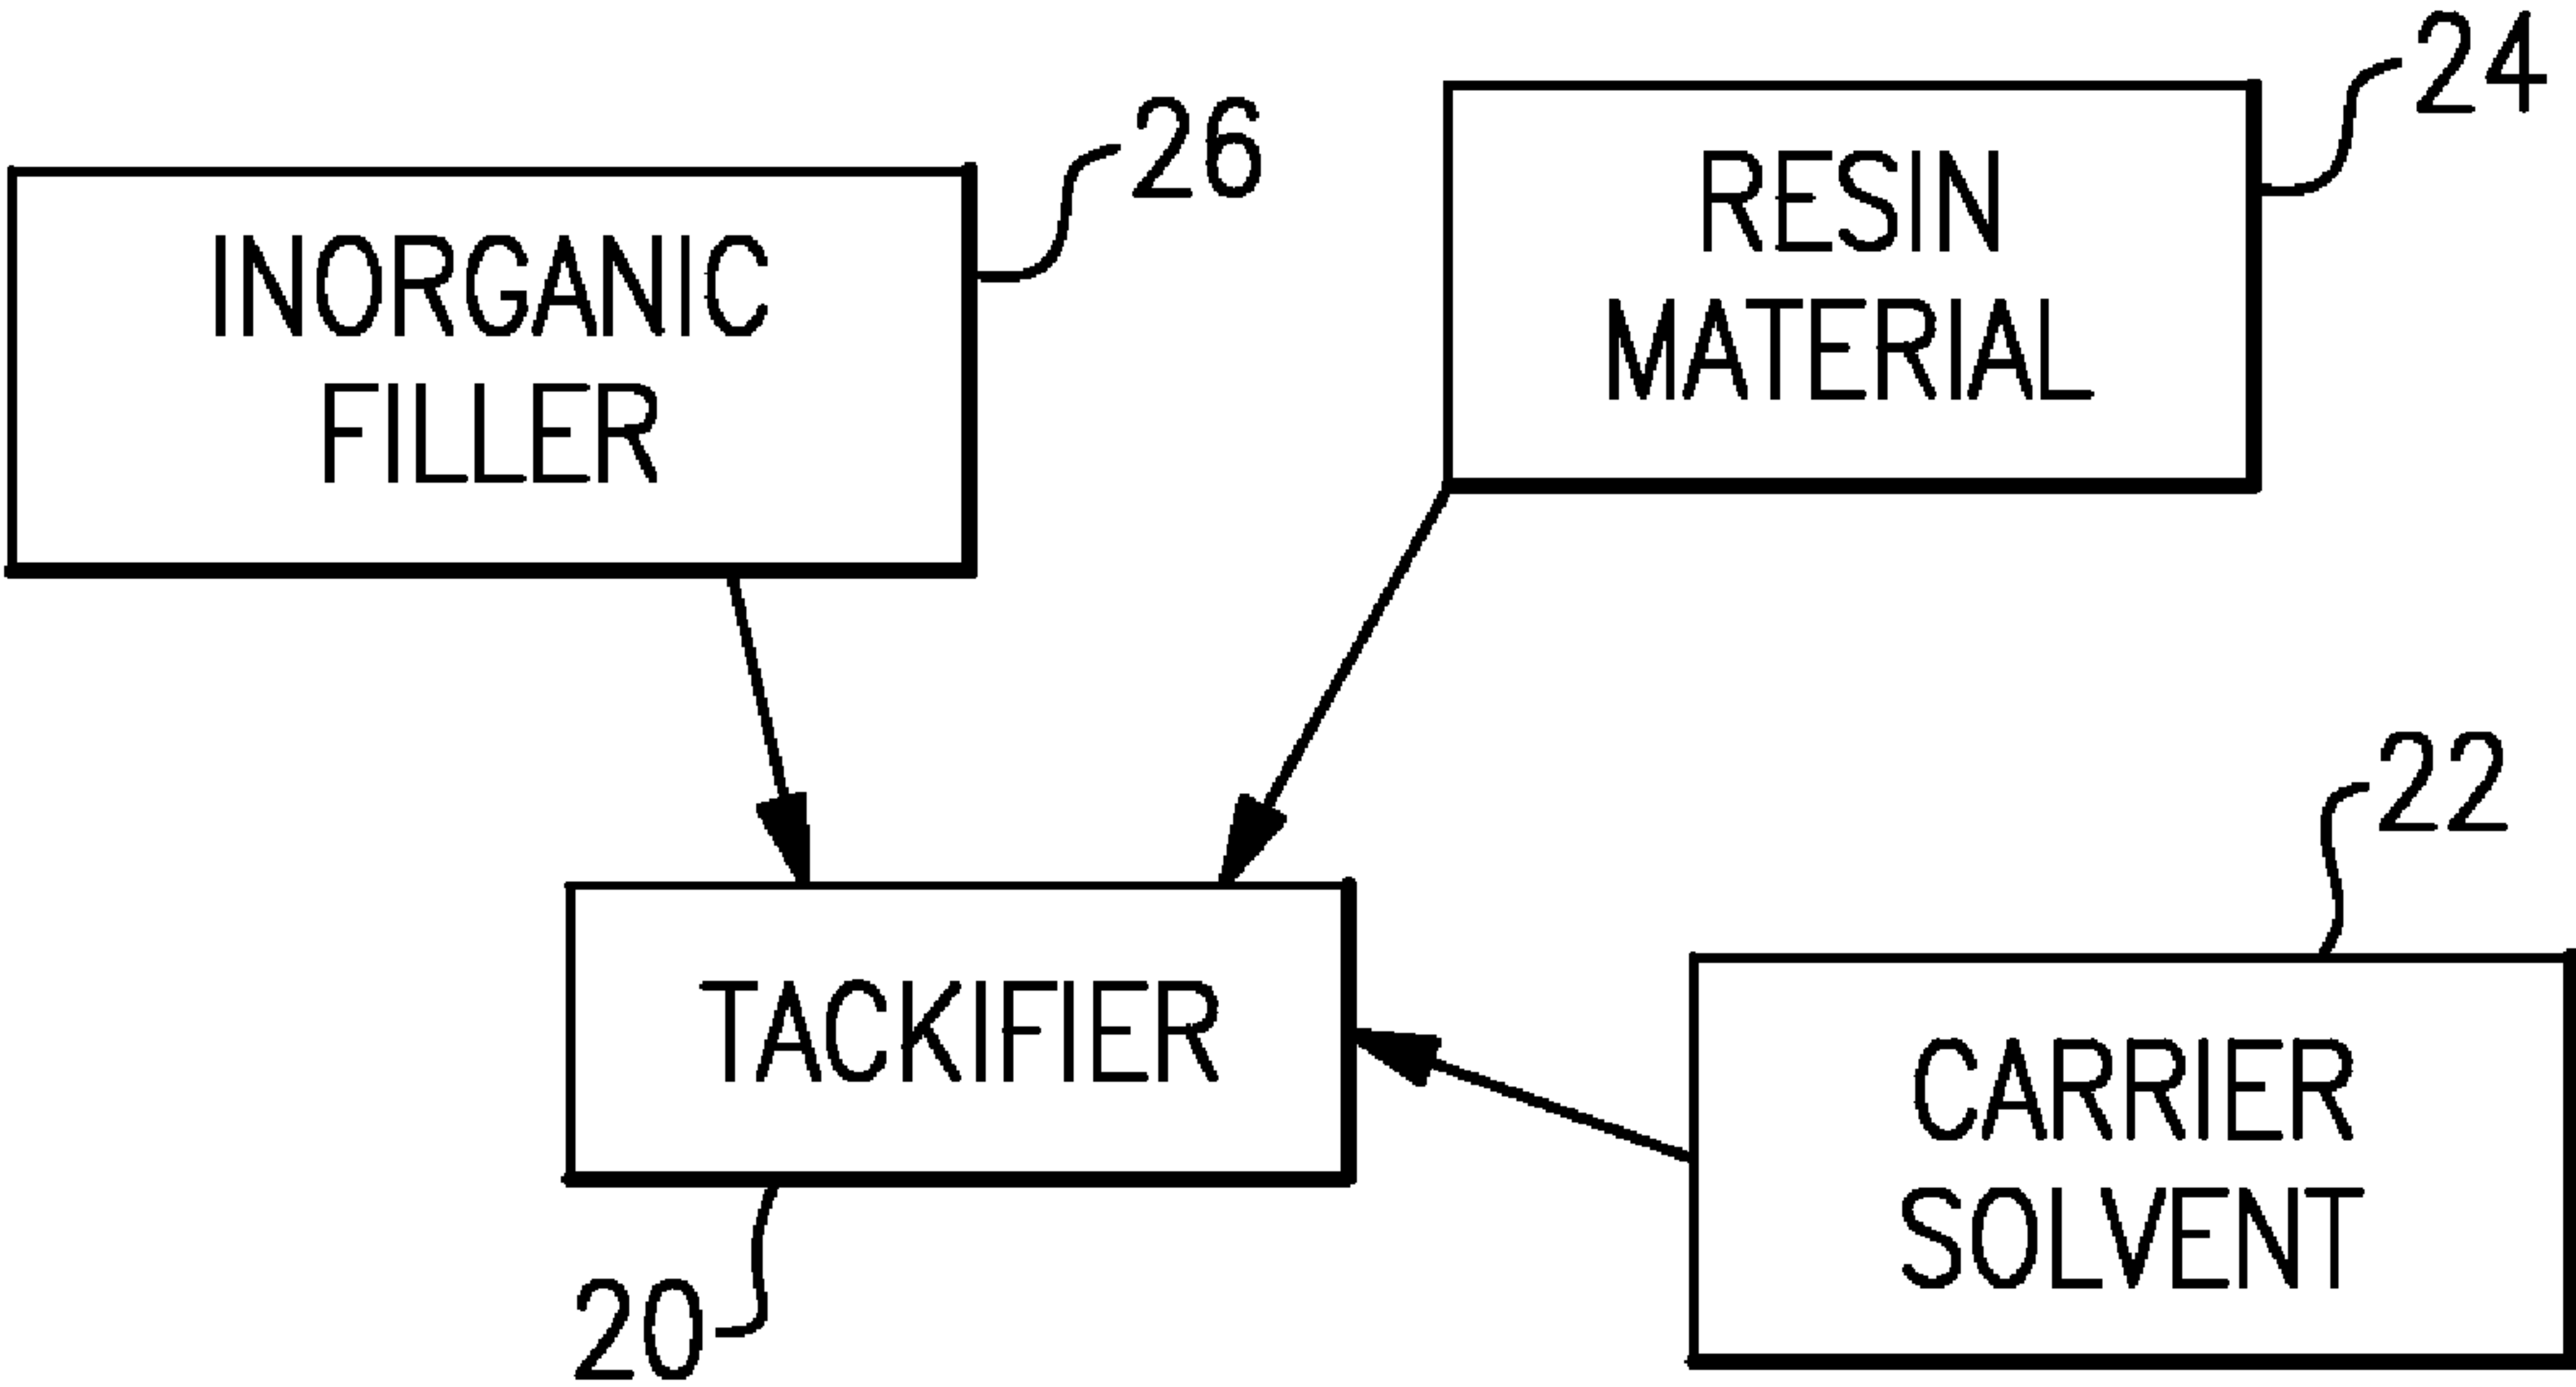 24
26
RESIN
MATERIAL
INORGANIC
FILLER
22
TACKIFIER
CARRIER
SOLVENT
20